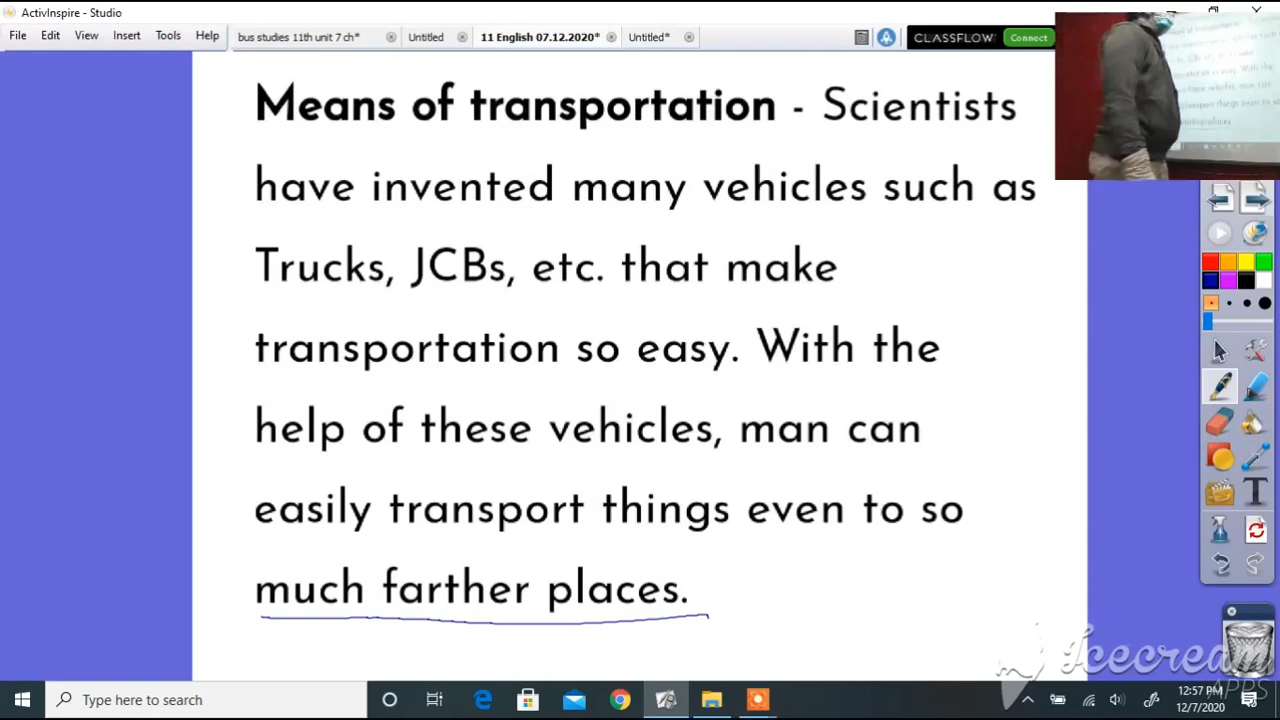 ActivInspire - Studio
File Edit View Insert Tools Help
bus studies 11th unit 7 ch* Untitled 11 English 07.12.2020* Untitled*
CLASSFLOW Connect
Means of transportation - Scientists
have invented many vehicles such as
Trucks, JCBs, etc. that make
transportation so easy. With the
help of these vehicles, man can
easily transport things even to so
much farther places.
T
Icecream
APPS
Type here to search
12:57 PM
12/7/2020